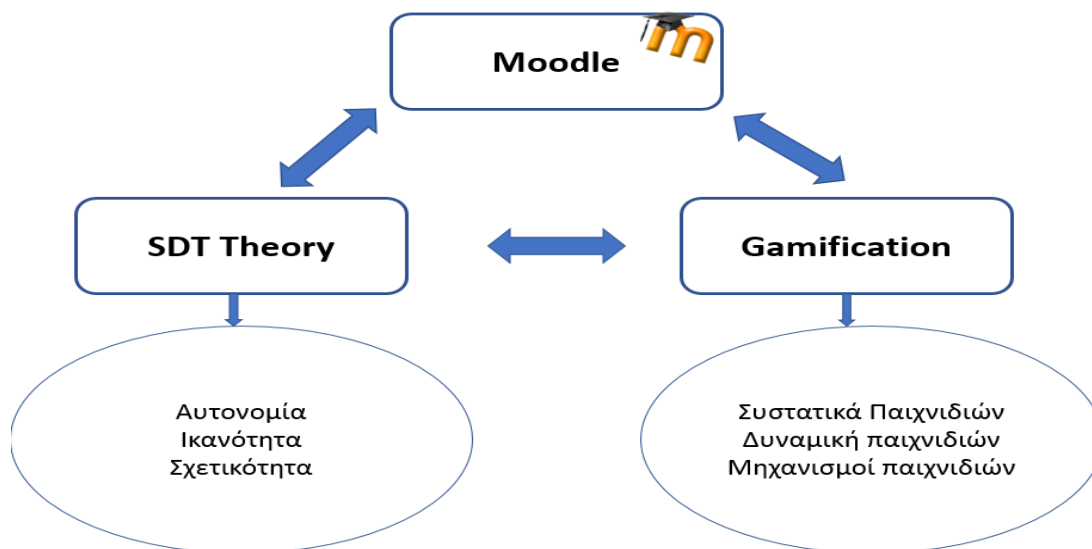 Moodle
SDT Theory
Gamification
Αυτονομία
Ικανότητα
Σχετικότητα
Συστατικά Παιχνιδιών
Δυναμική παιχνιδιών
Μηχανισμοί παιχνιδιών